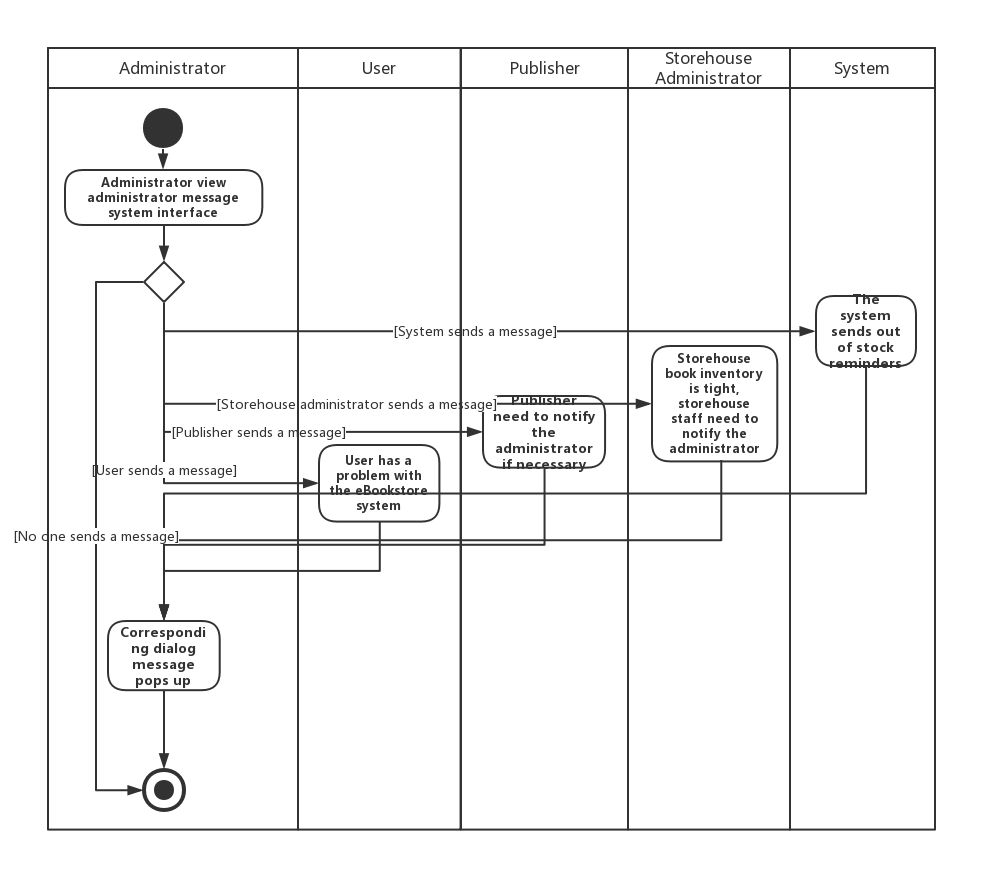 Administrator
User
Publisher
Storehouse
Administrator
System
Administrator view
administrator message
system interface
[System sends a message]
The
system
sends out
of stock
reminders
Storehouse
book inventory
is tight,
storehouse
staff need to
notify the
administrator
[Storehouse administrator sends a message]
Publisher
need to notify
the
administrator
if necessary
[Publisher sends a message]
User has a
problem with
the eBookstore
system
[User sends a message]
[No one sends a message]
Correspondi
ng dialog
message
pops up